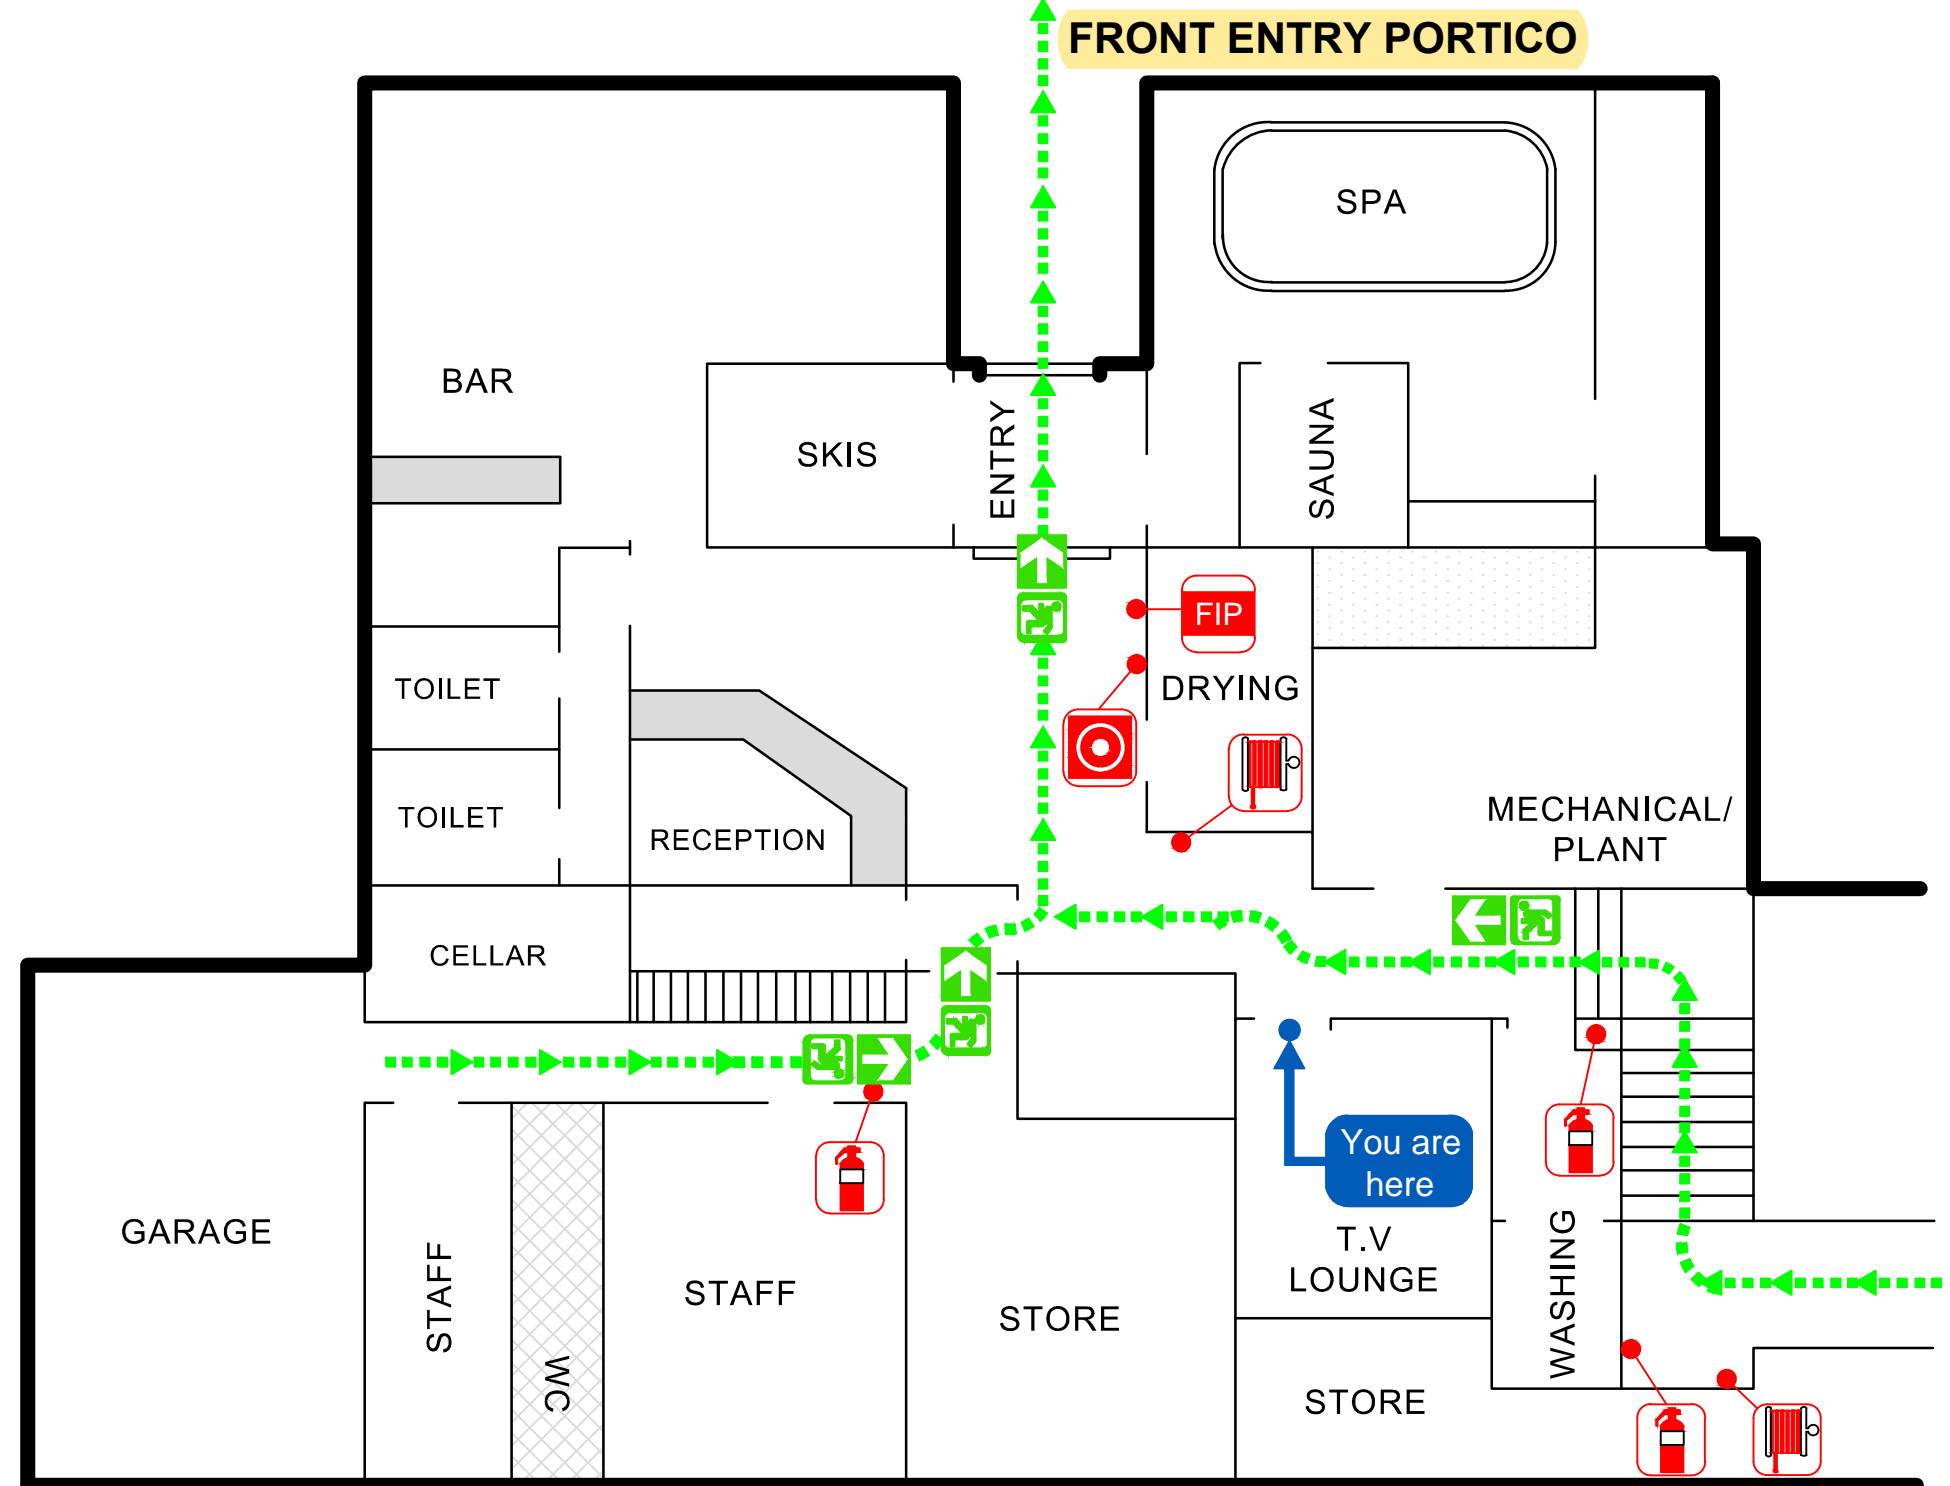 FRONT ENTRY PORTICO
SPA
BAR
SKIS
ENTRY
SAUNA
FIP
TOILET
DRYING
TOILET
RECEPTION
MECHANICAL/
PLANT
CELLAR
You are
here
GARAGE
STAFF
WC
STAFF
STORE
T.V
LOUNGE
WASHING
STORE